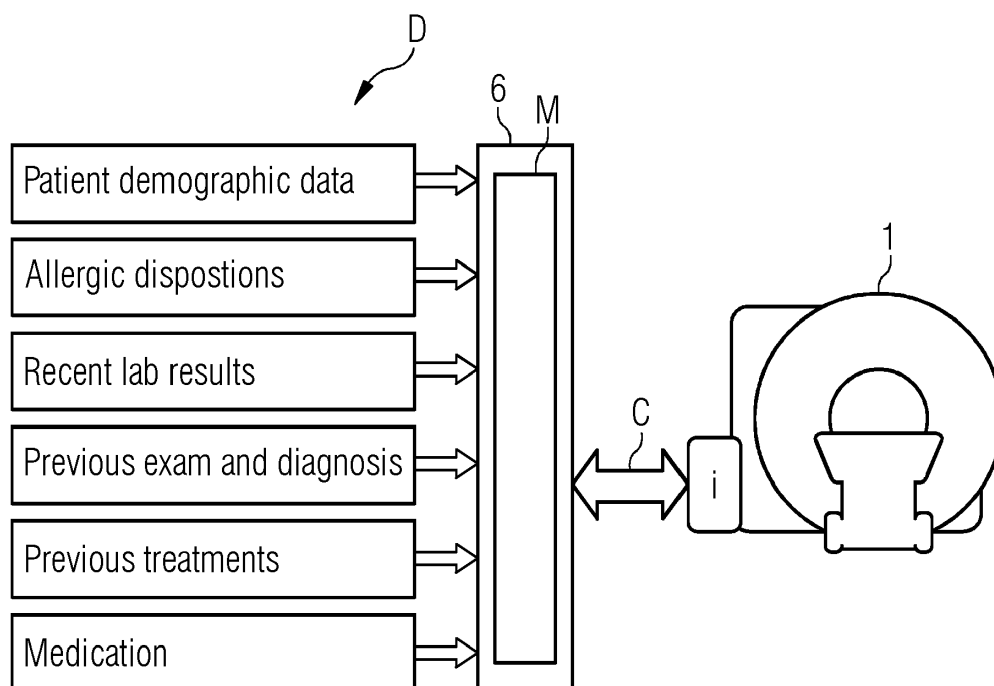 D
6
M
Patient demographic data
Allergic dispostions
1
Recent lab results
C
Previous exam and diagnosis
i
Previous treatments
Medication